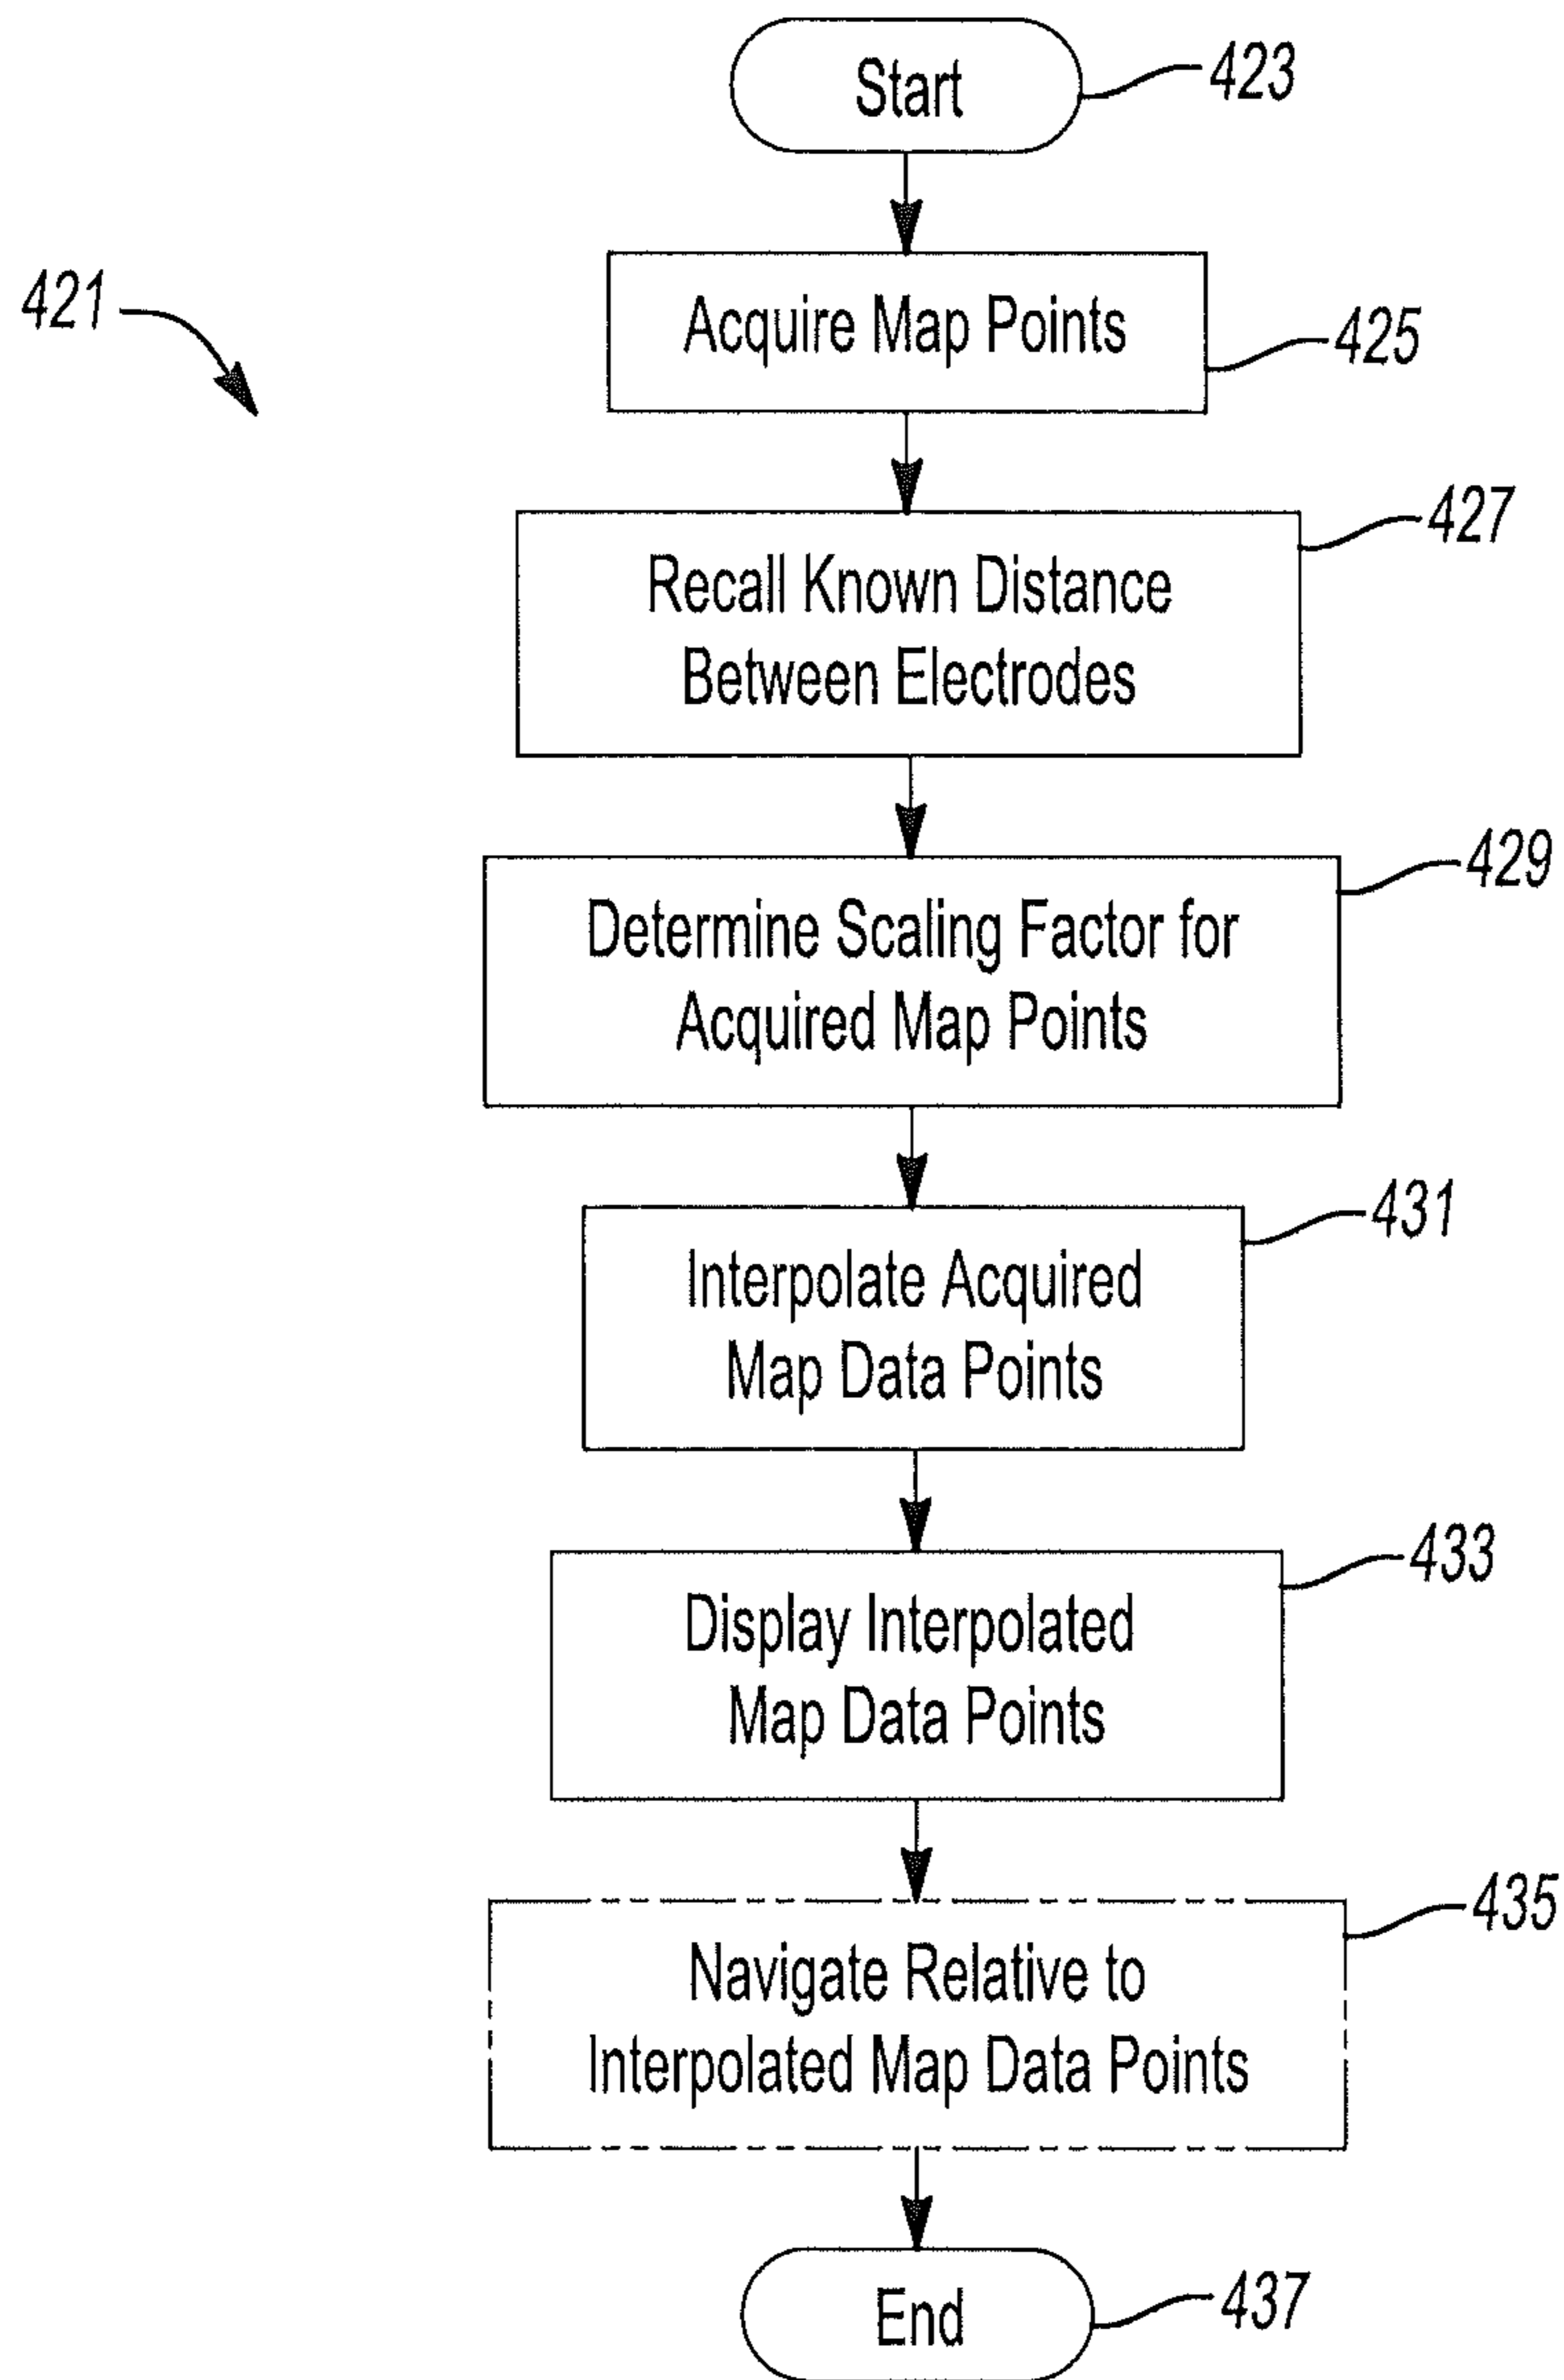 Start
423
421
Acquire Map Points
425
427
Recall Known Distance
Between Electrodes
429
Determine Scaling Factor for
Acquired Map Points
431
Interpolate Acquired
Map Data Points
433
Display Interpolated
Map Data Points
435
Navigate Relative to
Interpolated Map Data Points
End
437